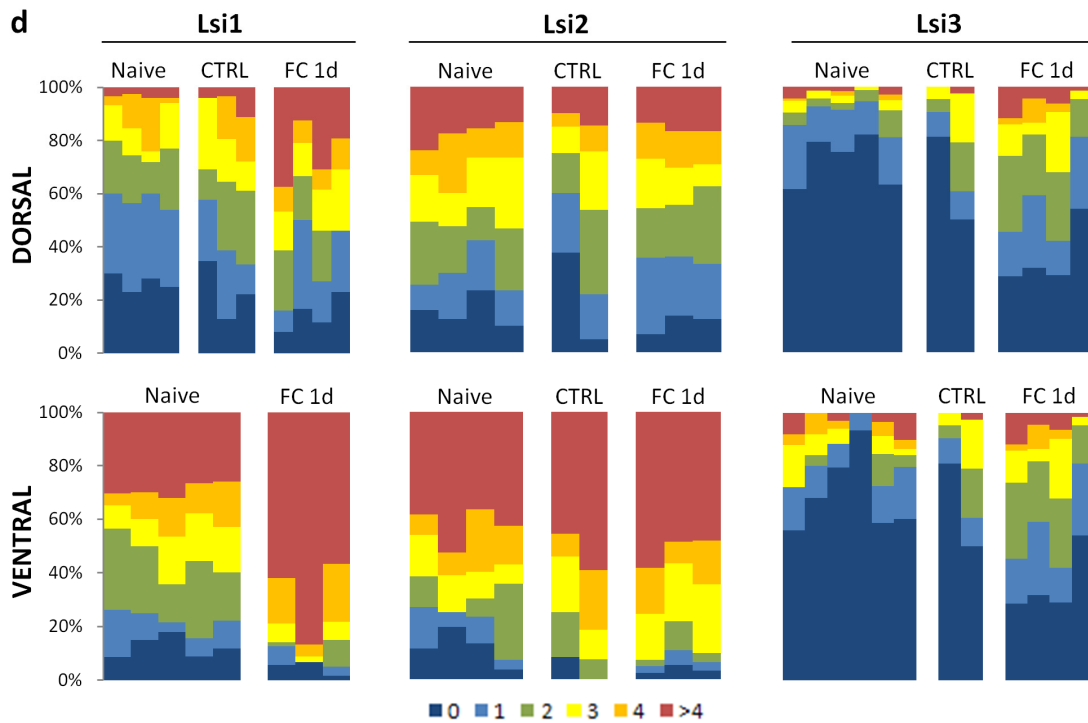 d
Lsi1 Lsi2 Lsi3
Naive CTRL FC 1d Naive CTRL FC 1d Naive CTRL FC 1d
DORSAL
100%
80%
60%
40%
20%
0%
Naive FC 1d Naive CTRL FC 1d Naive CTRL FC 1d
VENTRAL
100%
80%
60%
40%
20%
0%
0 1 2 3 4 >4